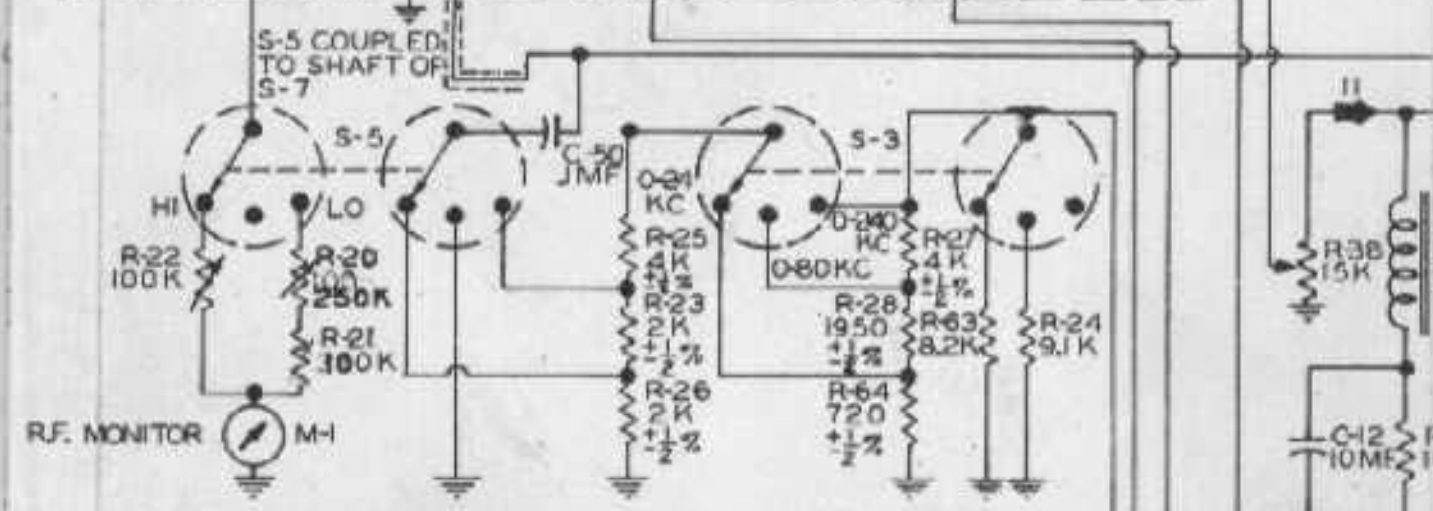 S-5 COUPLED
TO SHAFT OF
S-7
S-5
S-3
11
C-50
.1MF
0-24
KC
HI
LO
0-240
KC
0-80KC
R-22
100K
R-20
250K
R-21
100K
R-25
4K
±½%
R-23
2K
±½%
R-26
2K
±½%
R-27
4K
±½%
R-28
1950
±½%
R-64
720
±½%
R-63
8.2K
R-24
9.1K
R-38
15K
C-12
10MF
R.F. MONITOR
M-1